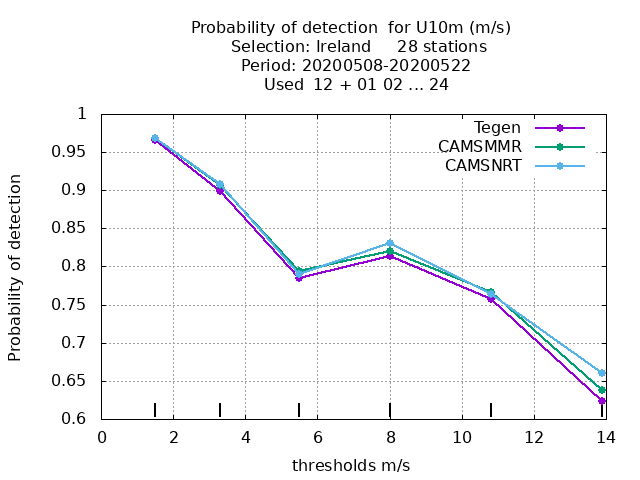 Probability of detection  for U10m (m/s)
Selection: Ireland     28 stations
Period: 20200508-20200522
Used  12 + 01 02 ... 24
Tegen
CAMSMMR
CAMSNRT
1
0.95
0.9
0.85
0.8
0.75
0.7
0.65
0.6
Probability of detection
0 2 4 6 8 10 12 14
thresholds m/s